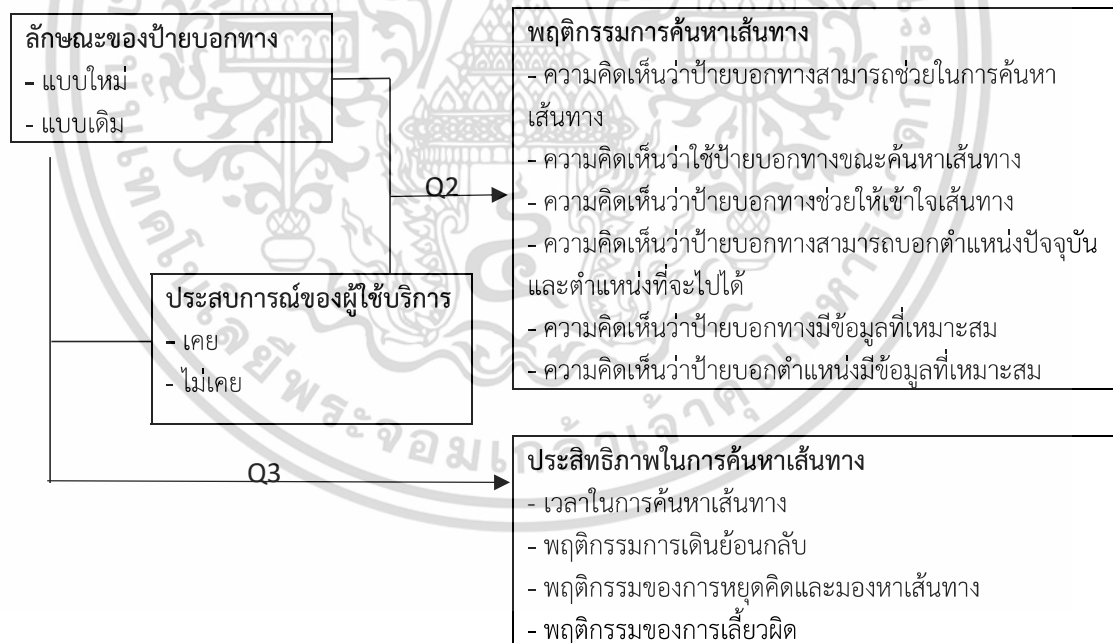 ลักษณะของป้ายบอกทาง
- แบบใหม่
- แบบเดิม
Q2
ประสบการณ์ของผู้ใช้บริการ
- เคย
- ไม่เคย
Q3
พฤติกรรมการค้นหาเส้นทาง
- ความคิดเห็นว่าป้ายบอกทางสามารถช่วยในการค้นหา
เส้นทาง
- ความคิดเห็นว่าใช้ป้ายบอกทางขณะค้นหาเส้นทาง
- ความคิดเห็นว่าป้ายบอกทางช่วยให้เข้าใจเส้นทาง
- ความคิดเห็นว่าป้ายบอกทางสามารถบอกตำแหน่งปัจจุบัน
และตำแหน่งที่จะไปได้
- ความคิดเห็นว่าป้ายบอกทางมีข้อมูลที่เหมาะสม
- ความคิดเห็นว่าป้ายบอกตำแหน่งมีข้อมูลที่เหมาะสม
ประสิทธิภาพในการค้นหาเส้นทาง
- เวลาในการค้นหาเส้นทาง
- พฤติกรรมการเดินย้อนกลับ
- พฤติกรรมของการหยุดคิดและมองหาเส้นทาง
- พฤติกรรมของการเลี้ยวผิด